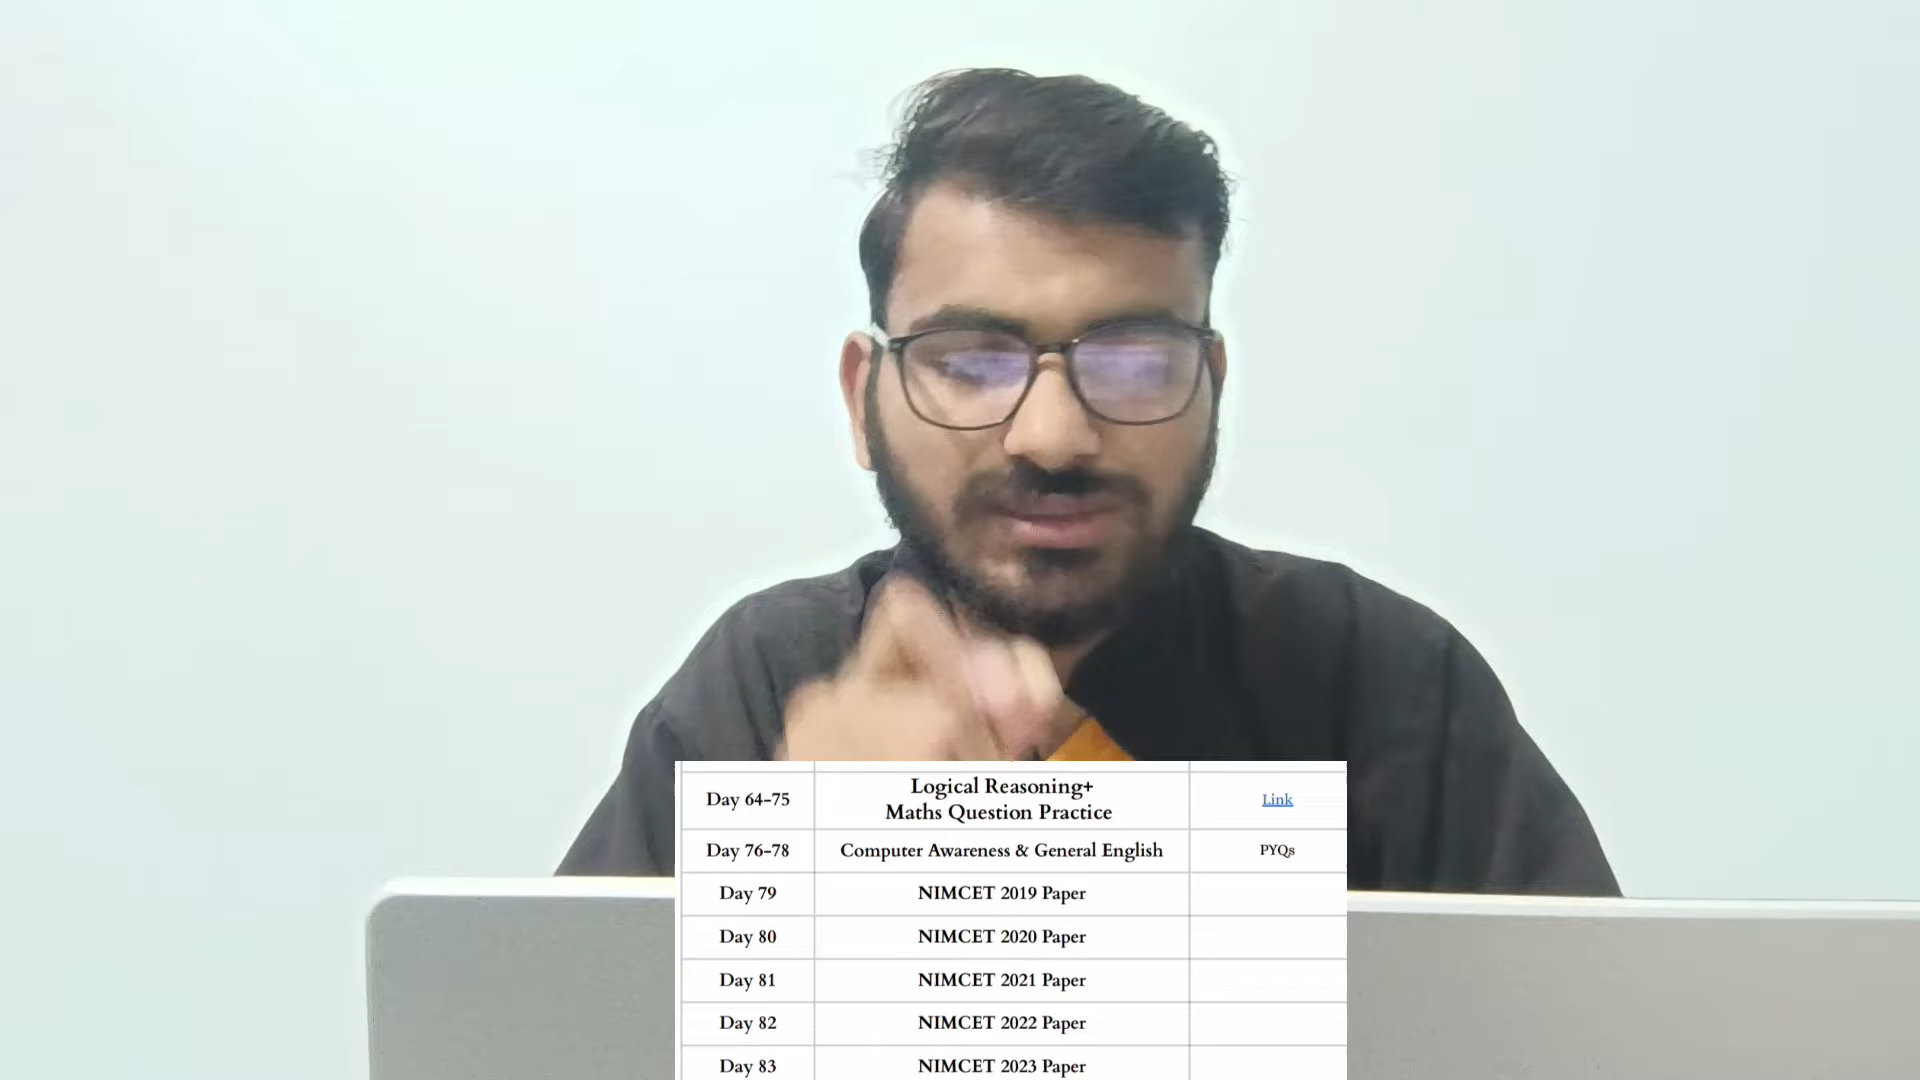 Day 64-75
Logical Reasoning+
Maths Question Practice
Link
Day 76-78
Computer Awareness & General English
PYQs
Day 79
NIMCET 2019 Paper
Day 80
NIMCET 2020 Paper
Day 81
NIMCET 2021 Paper
Day 82
NIMCET 2022 Paper
Day 83
NIMCET 2023 Paper